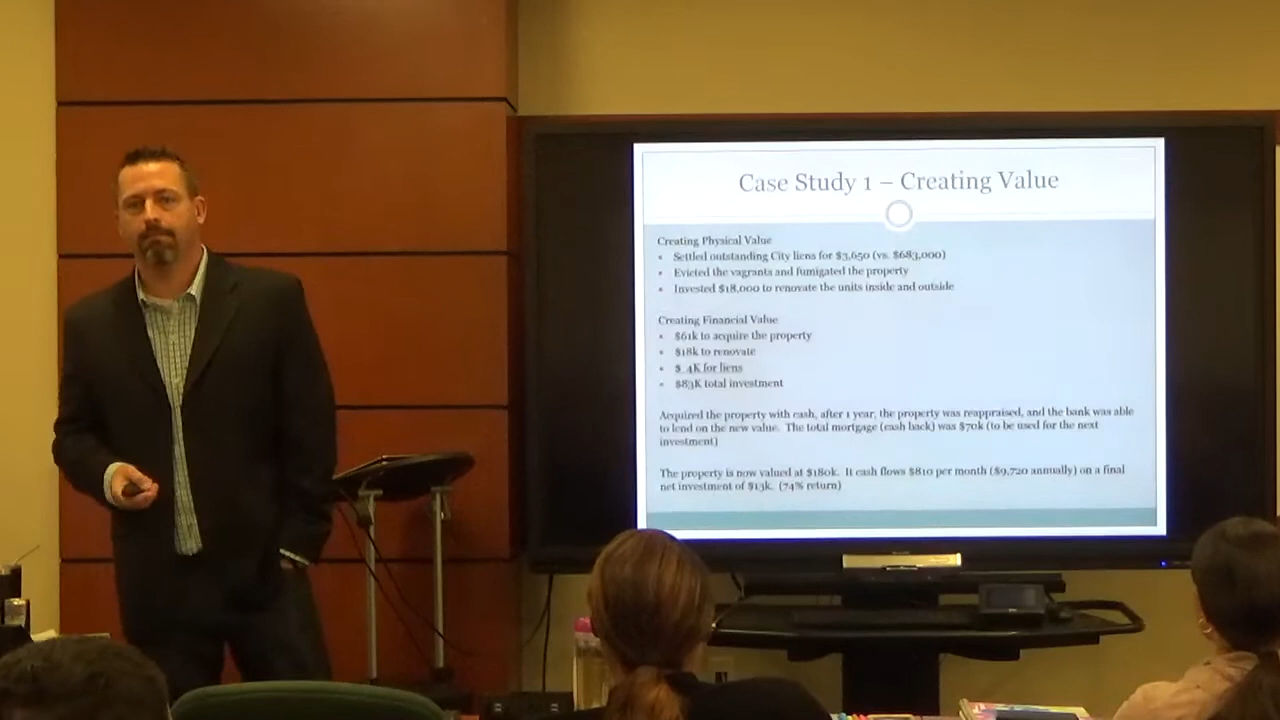 Case Study 1 – Creating Value
Creating Physical Value
• Settled outstanding City liens for $3,650 (vs. $683,000)
• Evicted the vagrants and fumigated the property
• Invested $18,000 to renovate the units inside and outside
Creating Financial Value
• $61k to acquire the property
• $18k to renovate
• $ 4K for liens
• $83K total investment
Acquired the property with cash, after 1 year, the property was reappraised, and the bank was able
to lend on the new value. The total mortgage (cash back) was $70k (to be used for the next
investment)
The property is now valued at $180k. It cash flows $810 per month ($9,720 annually) on a final
net investment of $13k. (74% return)